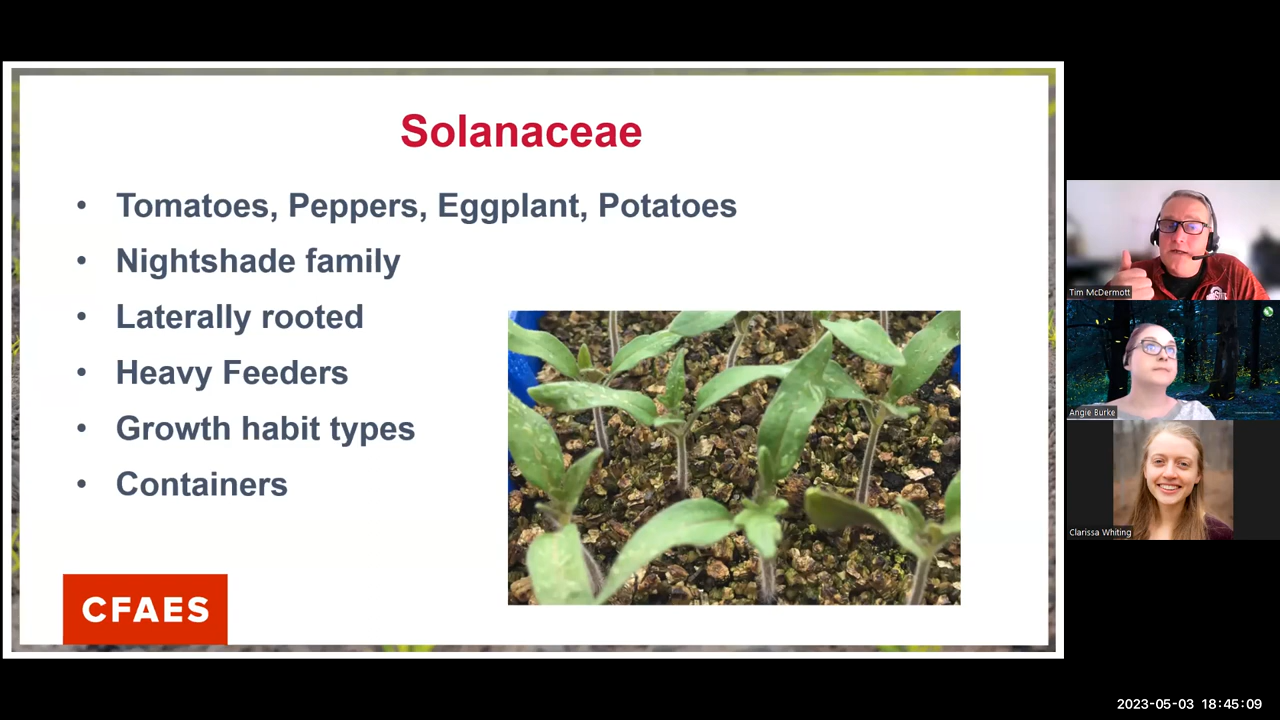 Solanaceae
• Tomatoes, Peppers, Eggplant, Potatoes
• Nightshade family
• Laterally rooted
• Heavy Feeders
• Growth habit types
• Containers
CFAES
Tim McDermott
Angie Burke
Clarissa Whiting
2023-05-03 18:45:09